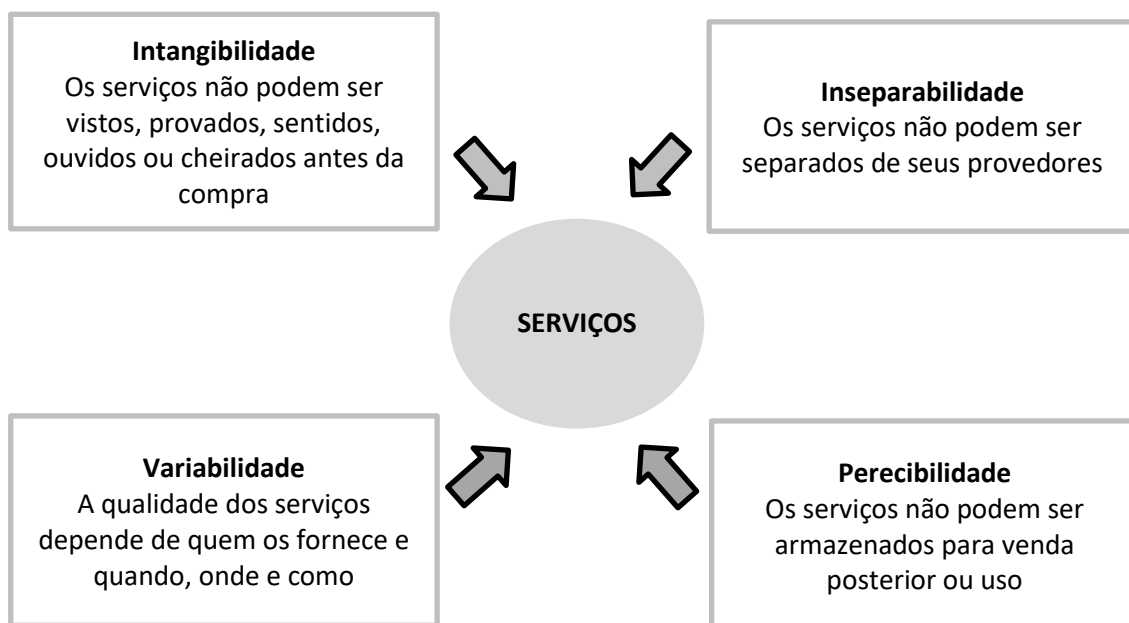 Intangibilidade
Os serviços não podem ser
vistos, provados, sentidos,
ouvidos ou cheirados antes da
compra
Inseparabilidade
Os serviços não podem ser
separados de seus provedores
SERVIÇOS
Variabilidade
A qualidade dos serviços
depende de quem os fornece e
quando, onde e como
Perecibilidade
Os serviços não podem ser
armazenados para venda
posterior ou uso